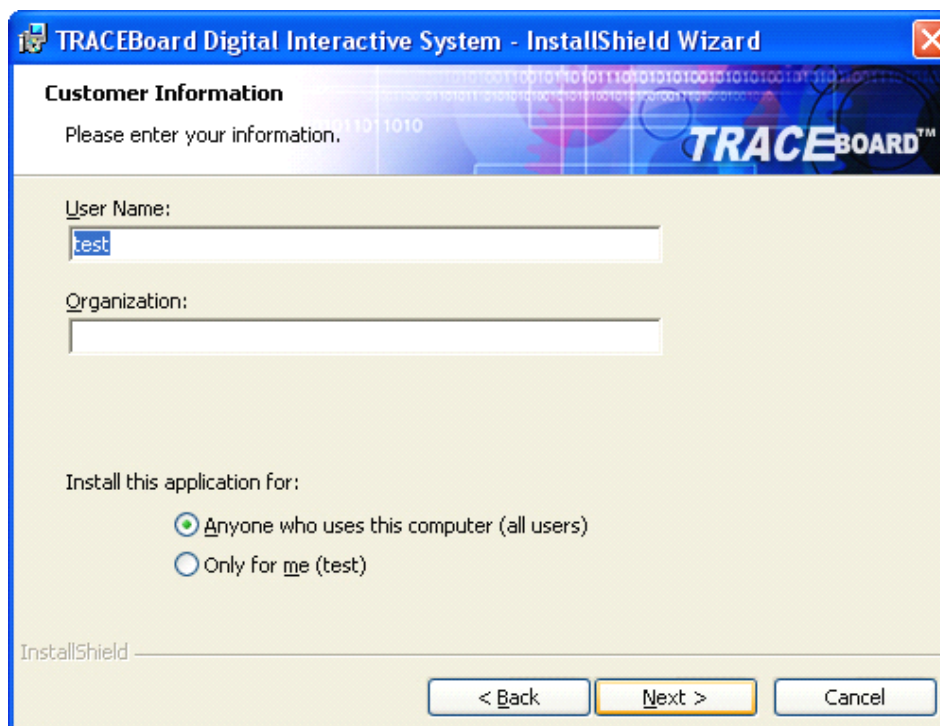 TRACEBoard Digital Interactive System - InstallShield Wizard
Customer Information
Please enter your information.
TRACEBOARD™
User Name:
test
Organization:
Install this application for:
Anyone who uses this computer (all users)
Only for me (test)
InstallShield
< Back Next > Cancel